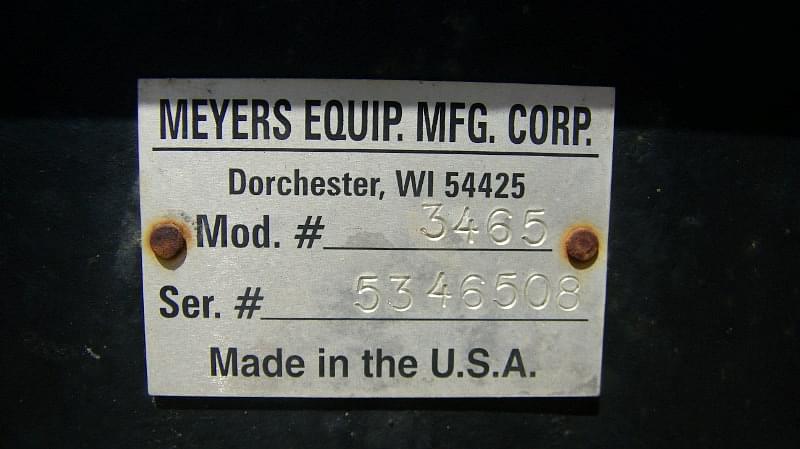 MEYERS EQUIP. MFG. CORP.
Dorchester, WI 54425
Mod. # 3465
Ser. # 5346508
Made in the U.S.A.